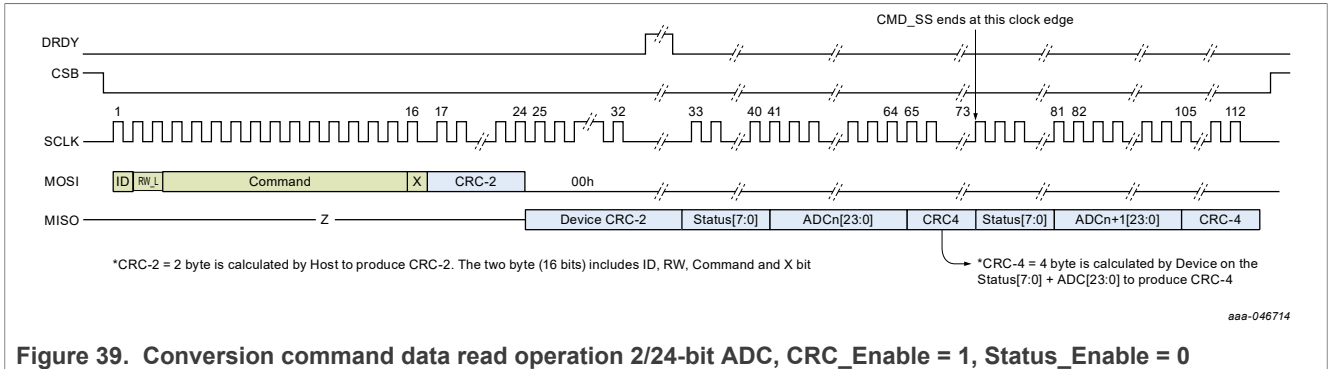 CMD_SS ends at this clock edge
DRDY
CSB
1 16 17 24 25 32 33 40 41 64 65 73 81 82 105 112
SCLK
MOSI ID RW_L Command X CRC-2 00h
MISO Z Device CRC-2 Status[7:0] ADCn[23:0] CRC4 Status[7:0] ADCn+1[23:0] CRC-4
*CRC-2 = 2 byte is calculated by Host to produce CRC-2. The two byte (16 bits) includes ID, RW, Command and X bit
*CRC-4 = 4 byte is calculated by Device on the
Status[7:0] + ADC[23:0] to produce CRC-4
aaa-046714
Figure 39. Conversion command data read operation 2/24-bit ADC, CRC_Enable = 1, Status_Enable = 0